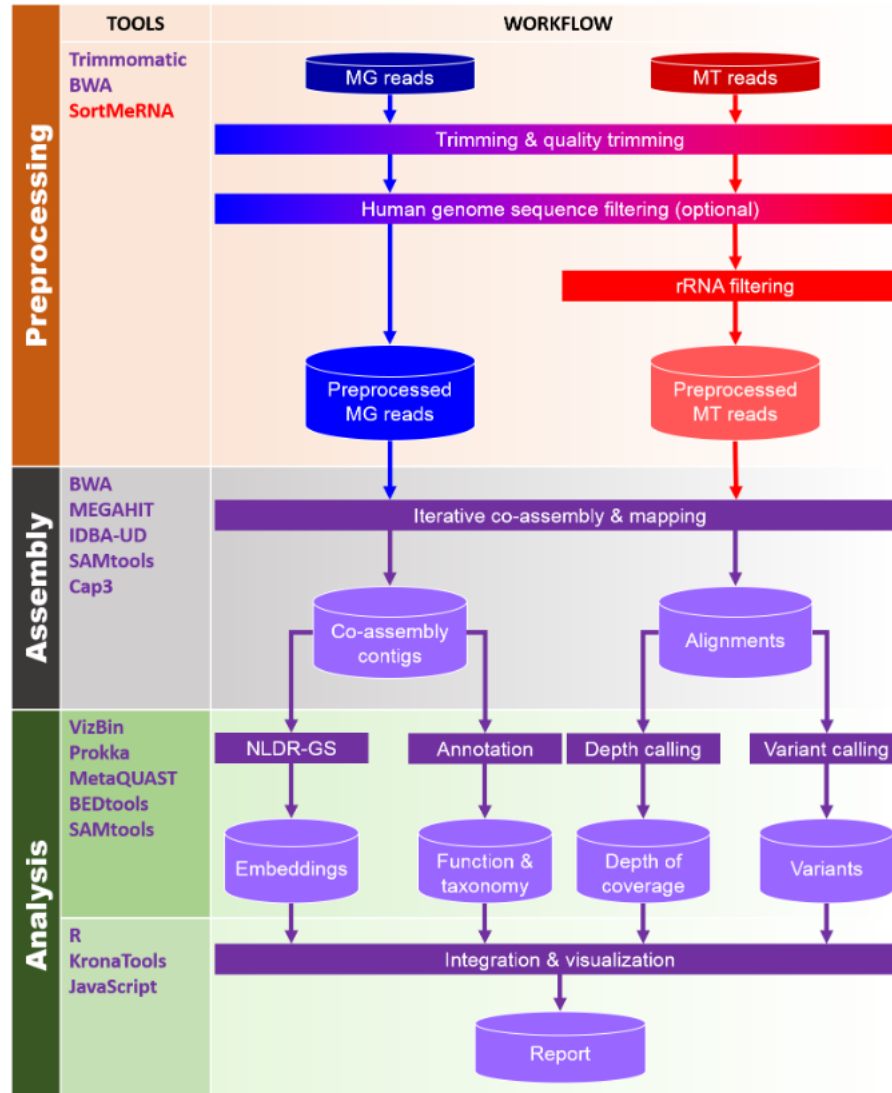 TOOLS
WORKFLOW
Preprocessing
Trimmomatic
BWA
SortMeRNA
MG reads
MT reads
Trimming & quality trimming
Human genome sequence filtering (optional)
rRNA filtering
Preprocessed
MG reads
Preprocessed
MT reads
Assembly
BWA
MEGAHIT
IDBA-UD
SAMtools
Cap3
Iterative co-assembly & mapping
Co-assembly
contigs
Alignments
Analysis
VizBin
Prokka
MetaQUAST
BEDtools
SAMtools
NLDR-GS
Annotation
Depth calling
Variant calling
Embeddings
Function &
taxonomy
Depth of
coverage
Variants
R
KronaTools
JavaScript
Integration & visualization
Report